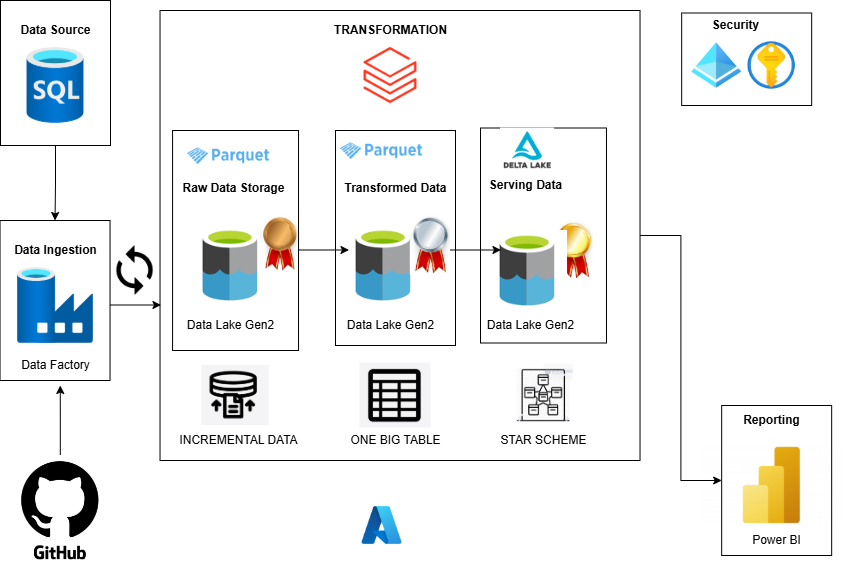 Data Source
SQL
TRANSFORMATION
Security
Parquet
Raw Data Storage
Data Lake Gen2
Parquet
Transformed Data
Data Lake Gen2
DELTA LAKE
Serving Data
Data Lake Gen2
Data Ingestion
Data Factory
INCREMENTAL DATA
ONE BIG TABLE
STAR SCHEME
Reporting
Power BI
GitHub